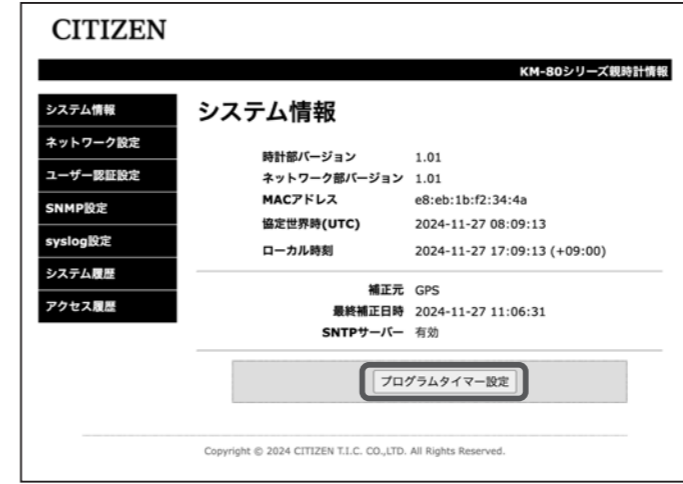 CITIZEN
KM-80シリーズ親時計情報
システム情報
ネットワーク設定
ユーザー認証設定
SNMP設定
syslog設定
システム履歴
アクセス履歴
システム情報
時計部バージョン 1.01
ネットワーク部バージョン 1.01
MACアドレス e8:eb:1b:f2:34:4a
協定世界時(UTC) 2024-11-27 08:09:13
ローカル時刻 2024-11-27 17:09:13 (+09:00)
補正元 GPS
最終補正日時 2024-11-27 11:06:31
SNTPサーバー 有効
プログラムタイマー設定
Copyright © 2024 CITIZEN T.I.C. CO.,LTD. All Rights Reserved.